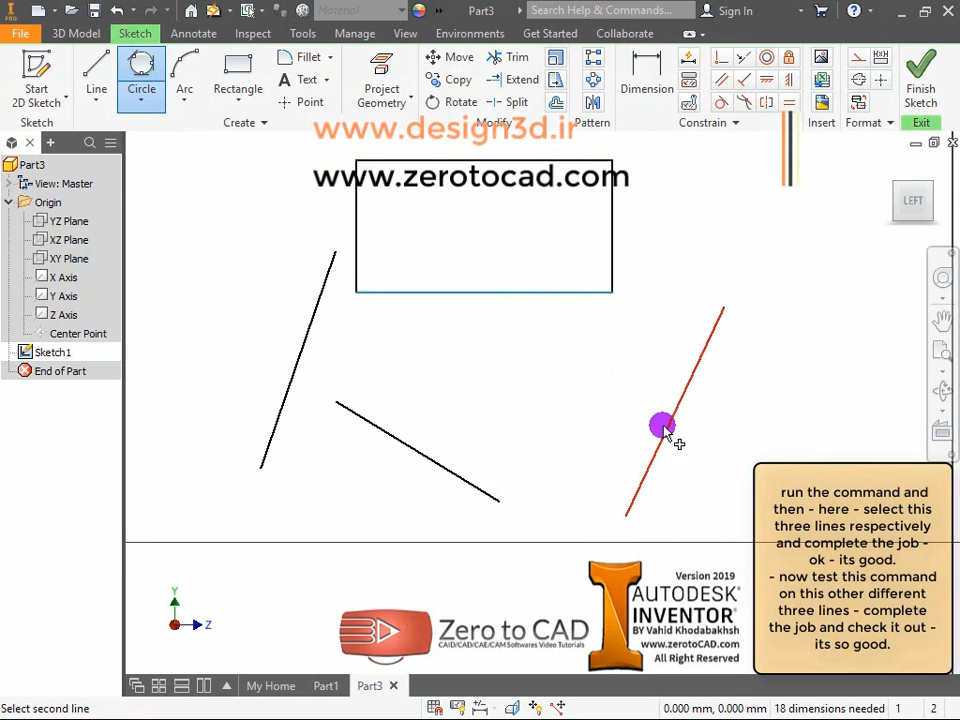 PRO
Material
Part3
Search Help & Commands...
Sign In
File
3D Model
Sketch
Annotate
Inspect
Tools
Manage
View
Environments
Get Started
Collaborate
Start
2D Sketch
Line
Circle
Arc
Rectangle
Fillet
Text
Point
Project
Geometry
Move
Copy
Rotate
Trim
Extend
Split
Dimension
Finish
Sketch
Sketch
Create
Modify
Pattern
Constrain
Insert
Format
Exit
www.design3d.ir
www.zerotocad.com
LEFT
Part3
View: Master
Origin
YZ Plane
XZ Plane
XY Plane
X Axis
Y Axis
Z Axis
Center Point
Sketch1
End of Part
run the command and
then - here - select this
three lines respectively
and complete the job -
ok - its good.
- now test this command
on this other different
three lines - complete
the job and check it out -
its so good.
Y
Z
Zero to CAD
CAID/CAD/CAE/CAM Softwares Video Tutorials
Version 2019
AUTODESK®
INVENTOR®
BY Vahid Khodabakhsh
www.zerotoCAD.com
All Right Reserved
My Home
Part1
Part3
Select second line
0.000 mm, 0.000 mm
18 dimensions needed
1
2